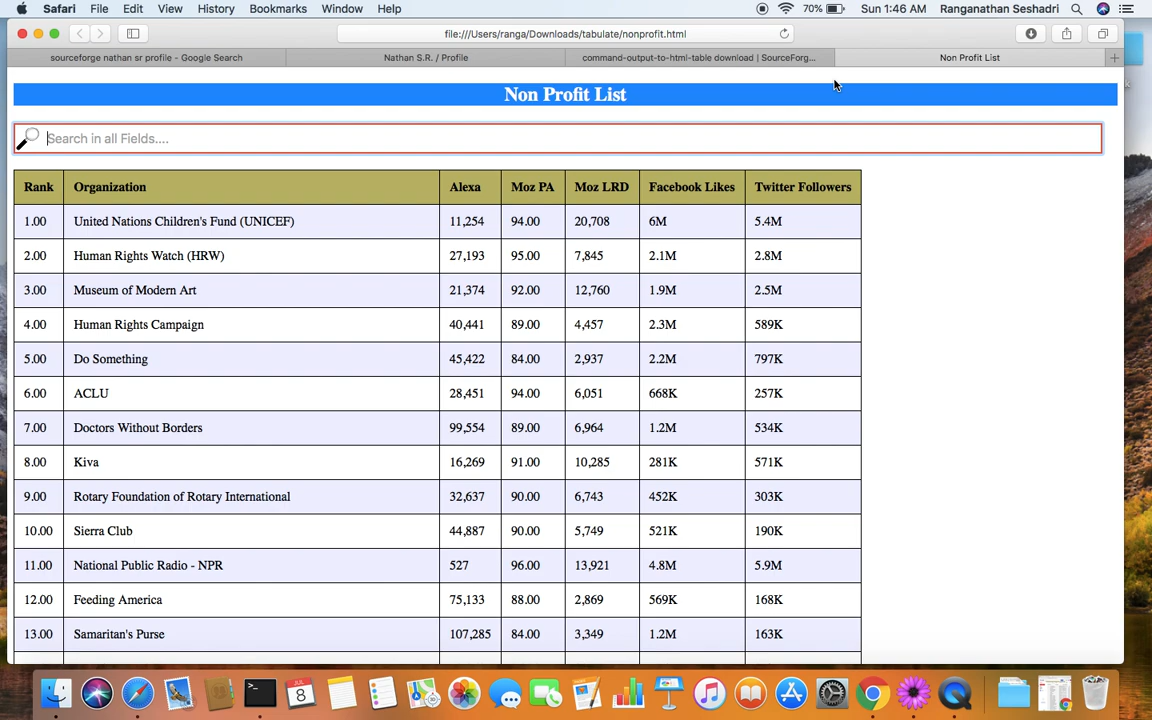 Safari File Edit View History Bookmarks Window Help 70% Sun 1:46 AM Ranganathan Seshadri
file:///Users/ranga/Downloads/tabulate/nonprofit.html
sourceforge nathan sr profile - Google Search Nathan S.R. / Profile command-output-to-html-table download | SourceForg... Non Profit List
Non Profit List
Search in all Fields....
Rank Organization Alexa Moz PA Moz LRD Facebook Likes Twitter Followers
1.00 United Nations Children's Fund (UNICEF) 11,254 94.00 20,708 6M 5.4M
2.00 Human Rights Watch (HRW) 27,193 95.00 7,845 2.1M 2.8M
3.00 Museum of Modern Art 21,374 92.00 12,760 1.9M 2.5M
4.00 Human Rights Campaign 40,441 89.00 4,457 2.3M 589K
5.00 Do Something 45,422 84.00 2,937 2.2M 797K
6.00 ACLU 28,451 94.00 6,051 668K 257K
7.00 Doctors Without Borders 99,554 89.00 6,964 1.2M 534K
8.00 Kiva 16,269 91.00 10,285 281K 571K
9.00 Rotary Foundation of Rotary International 32,637 90.00 6,743 452K 303K
10.00 Sierra Club 44,887 90.00 5,749 521K 190K
11.00 National Public Radio - NPR 527 96.00 13,921 4.8M 5.9M
12.00 Feeding America 75,133 88.00 2,869 569K 168K
13.00 Samaritan's Purse 107,285 84.00 3,349 1.2M 163K
8